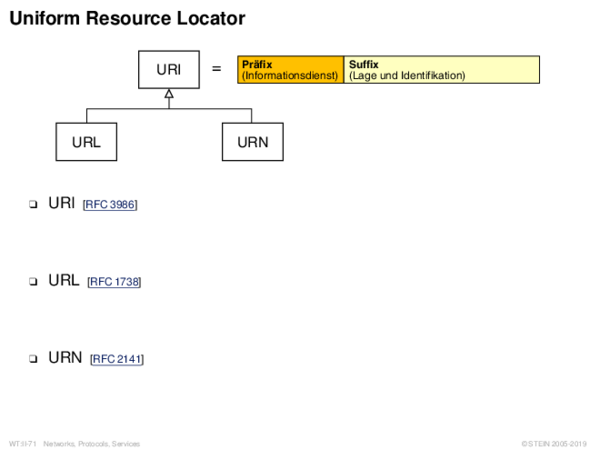 Uniform Resource Locator
URI = Präfix Suffix
(Informationsdienst) (Lage und Identifikation)
URL URN
❑ URI [RFC 3986]
❑ URL [RFC 1738]
❑ URN [RFC 2141]
WT:II-71 Networks, Protocols, Services © STEIN 2005-2019